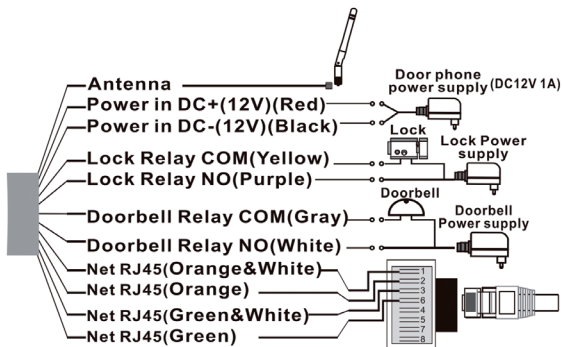 Antenna
Door phone
power supply (DC12V 1A)
Power in DC+(12V)(Red)
Power in DC-(12V)(Black)
Lock
Lock Power
supply
Lock Relay COM(Yellow)
Lock Relay NO(Purple)
Doorbell
Doorbell
Power supply
Doorbell Relay COM(Gray)
Doorbell Relay NO(White)
Net RJ45(Orange&White)
Net RJ45(Orange)
Net RJ45(Green&White)
Net RJ45(Green)
1
2
3
6
4
5
7
8